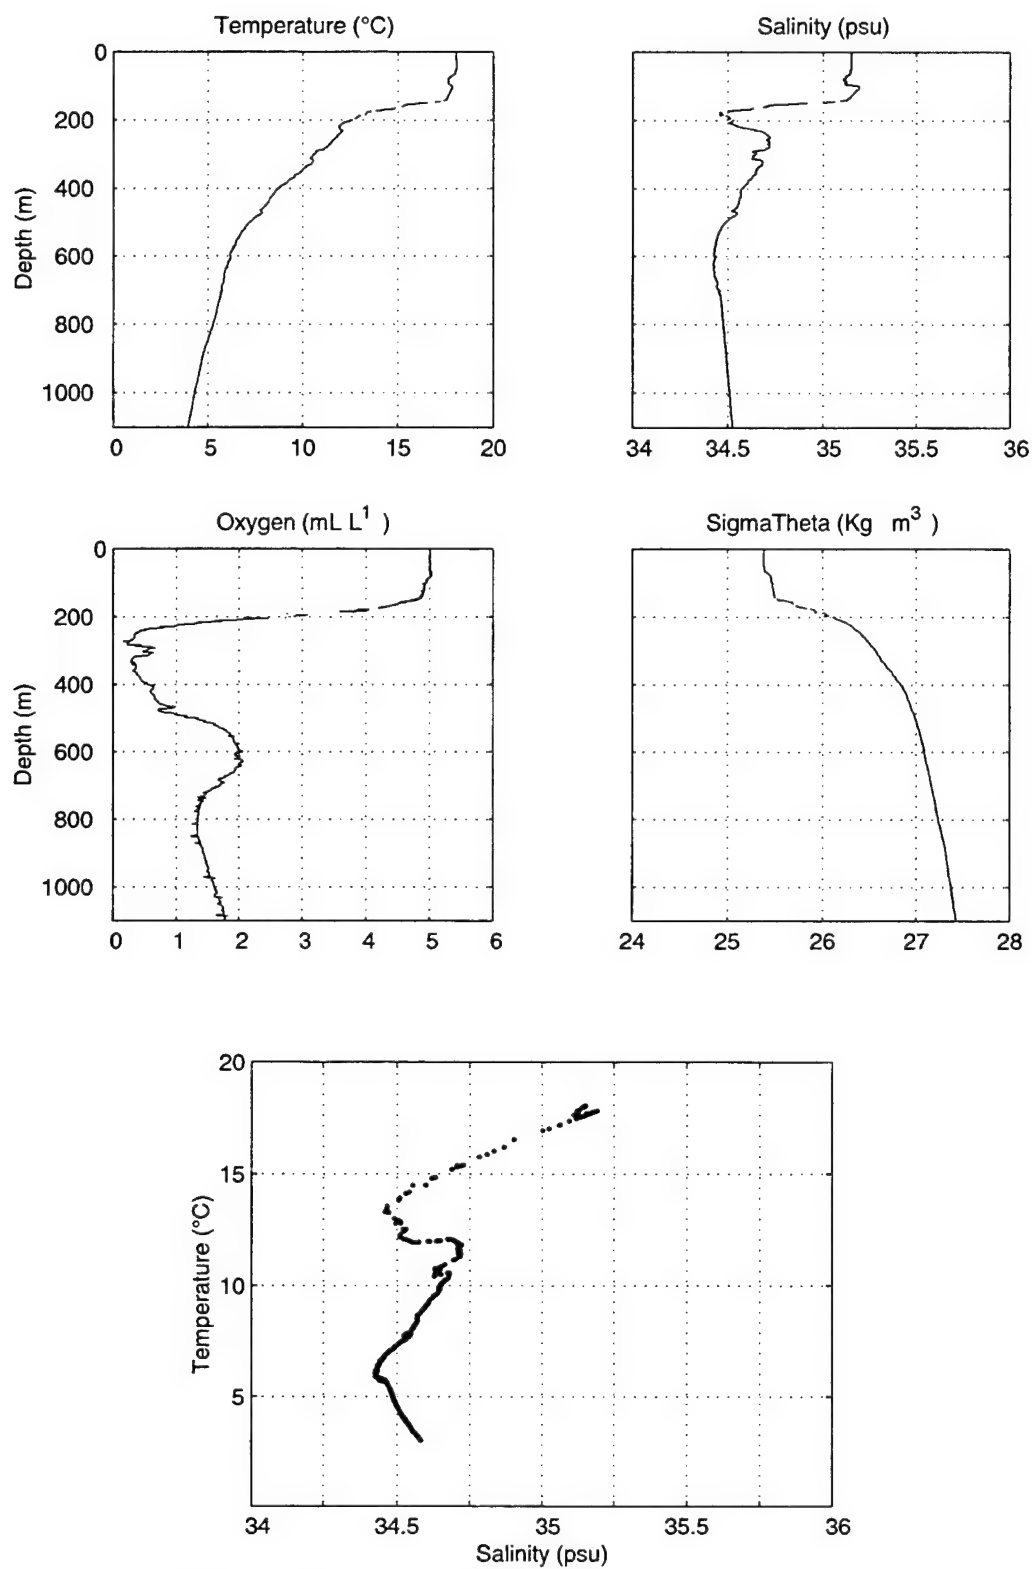 Temperature (°C)
Salinity (psu)
0
200
400
600
800
1000
Depth (m)
0 5 10 15 20
34 34.5 35 35.5 36
Oxygen (mL L1 )
SigmaTheta (Kg m3 )
0
200
400
600
800
1000
Depth (m)
0 1 2 3 4 5 6
24 25 26 27 28
20
15
10
5
Temperature (°C)
34 34.5 35 35.5 36
Salinity (psu)